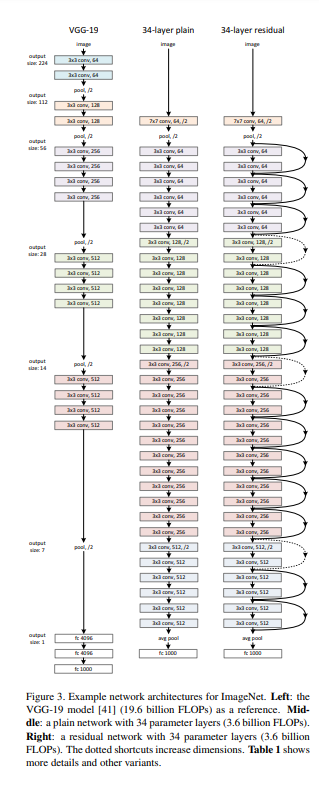 VGG-19
image
output
size: 224
3x3 conv, 64
3x3 conv, 64
output
size: 112
pool, /2
3x3 conv, 128
3x3 conv, 128
output
size: 56
pool, /2
3x3 conv, 256
3x3 conv, 256
3x3 conv, 256
3x3 conv, 256
output
size: 28
pool, /2
3x3 conv, 512
3x3 conv, 512
3x3 conv, 512
3x3 conv, 512
output
size: 14
pool, /2
3x3 conv, 512
3x3 conv, 512
3x3 conv, 512
3x3 conv, 512
output
size: 7
pool, /2
output
size: 1
fc 4096
fc 4096
fc 1000
34-layer plain
image
7x7 conv, 64, /2
pool, /2
3x3 conv, 64
3x3 conv, 64
3x3 conv, 64
3x3 conv, 64
3x3 conv, 64
3x3 conv, 64
3x3 conv, 128, /2
3x3 conv, 128
3x3 conv, 128
3x3 conv, 128
3x3 conv, 128
3x3 conv, 128
3x3 conv, 128
3x3 conv, 128
3x3 conv, 256, /2
3x3 conv, 256
3x3 conv, 256
3x3 conv, 256
3x3 conv, 256
3x3 conv, 256
3x3 conv, 256
3x3 conv, 256
3x3 conv, 256
3x3 conv, 256
3x3 conv, 256
3x3 conv, 256
3x3 conv, 512, /2
3x3 conv, 512
3x3 conv, 512
3x3 conv, 512
3x3 conv, 512
3x3 conv, 512
avg pool
fc 1000
34-layer residual
image
7x7 conv, 64, /2
pool, /2
3x3 conv, 64
3x3 conv, 64
3x3 conv, 64
3x3 conv, 64
3x3 conv, 64
3x3 conv, 64
3x3 conv, 128, /2
3x3 conv, 128
3x3 conv, 128
3x3 conv, 128
3x3 conv, 128
3x3 conv, 128
3x3 conv, 128
3x3 conv, 128
3x3 conv, 256, /2
3x3 conv, 256
3x3 conv, 256
3x3 conv, 256
3x3 conv, 256
3x3 conv, 256
3x3 conv, 256
3x3 conv, 256
3x3 conv, 256
3x3 conv, 256
3x3 conv, 256
3x3 conv, 256
3x3 conv, 512, /2
3x3 conv, 512
3x3 conv, 512
3x3 conv, 512
3x3 conv, 512
3x3 conv, 512
avg pool
fc 1000
Figure 3. Example network architectures for ImageNet. Left: the
VGG-19 model [41] (19.6 billion FLOPs) as a reference. Mid-
dle: a plain network with 34 parameter layers (3.6 billion FLOPs).
Right: a residual network with 34 parameter layers (3.6 billion
FLOPs). The dotted shortcuts increase dimensions. Table 1 shows
more details and other variants.